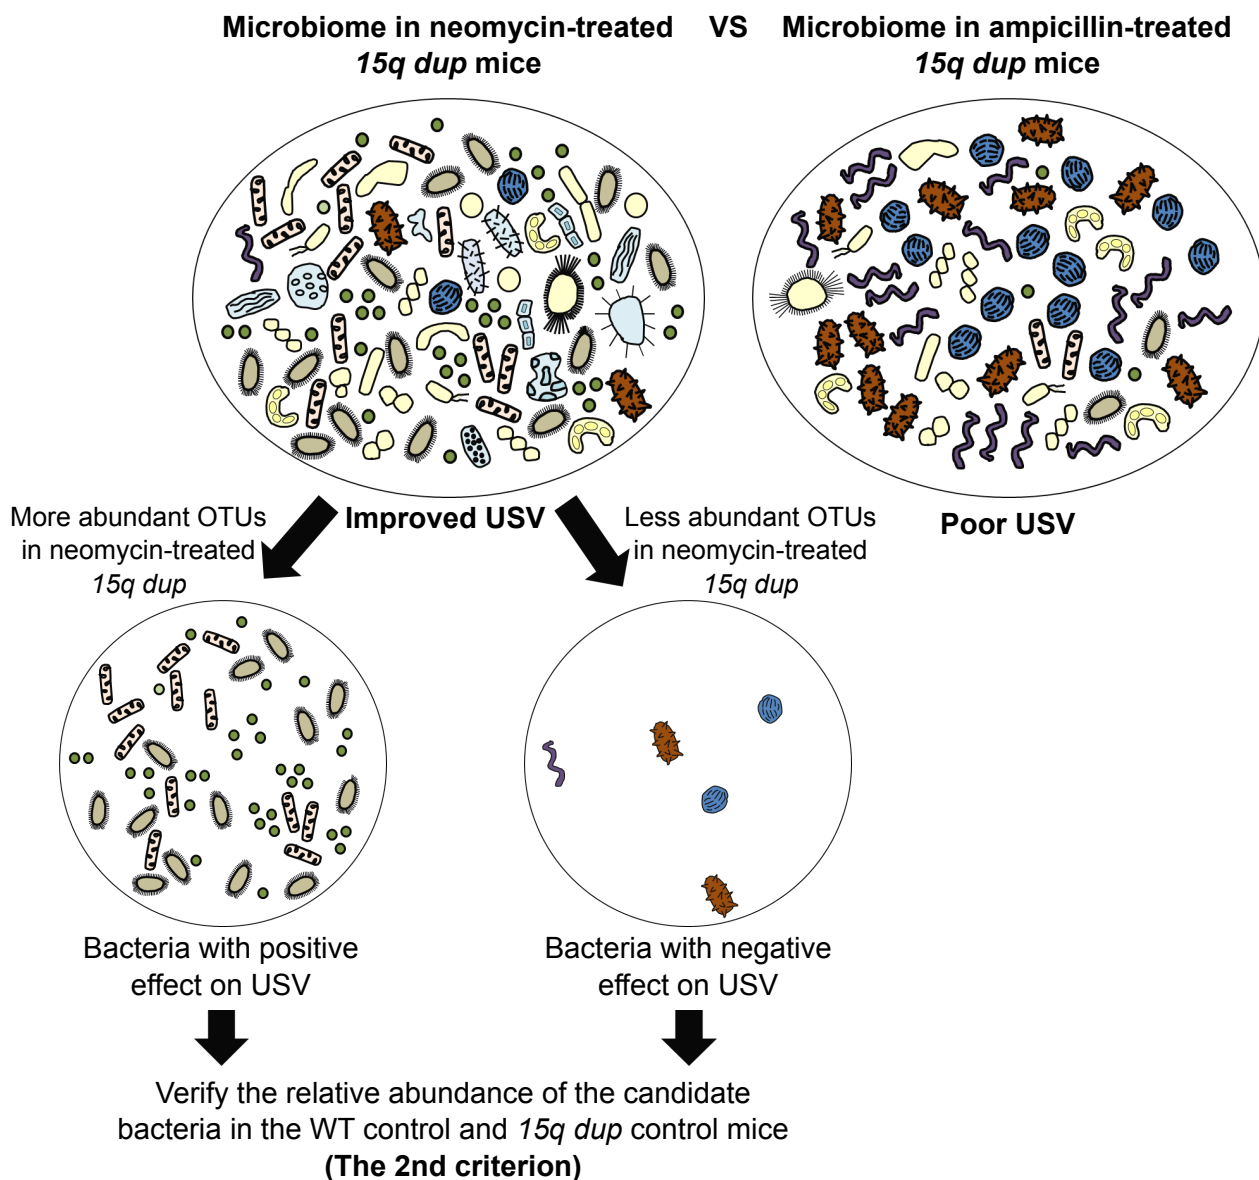 Microbiome in neomycin-treated
15q dup mice
VS
Microbiome in ampicillin-treated
15q dup mice
More abundant OTUs
in neomycin-treated
15q dup
Improved USV
Less abundant OTUs
in neomycin-treated
15q dup
Poor USV
Bacteria with positive
effect on USV
Bacteria with negative
effect on USV
Verify the relative abundance of the candidate
bacteria in the WT control and 15q dup control mice
(The 2nd criterion)